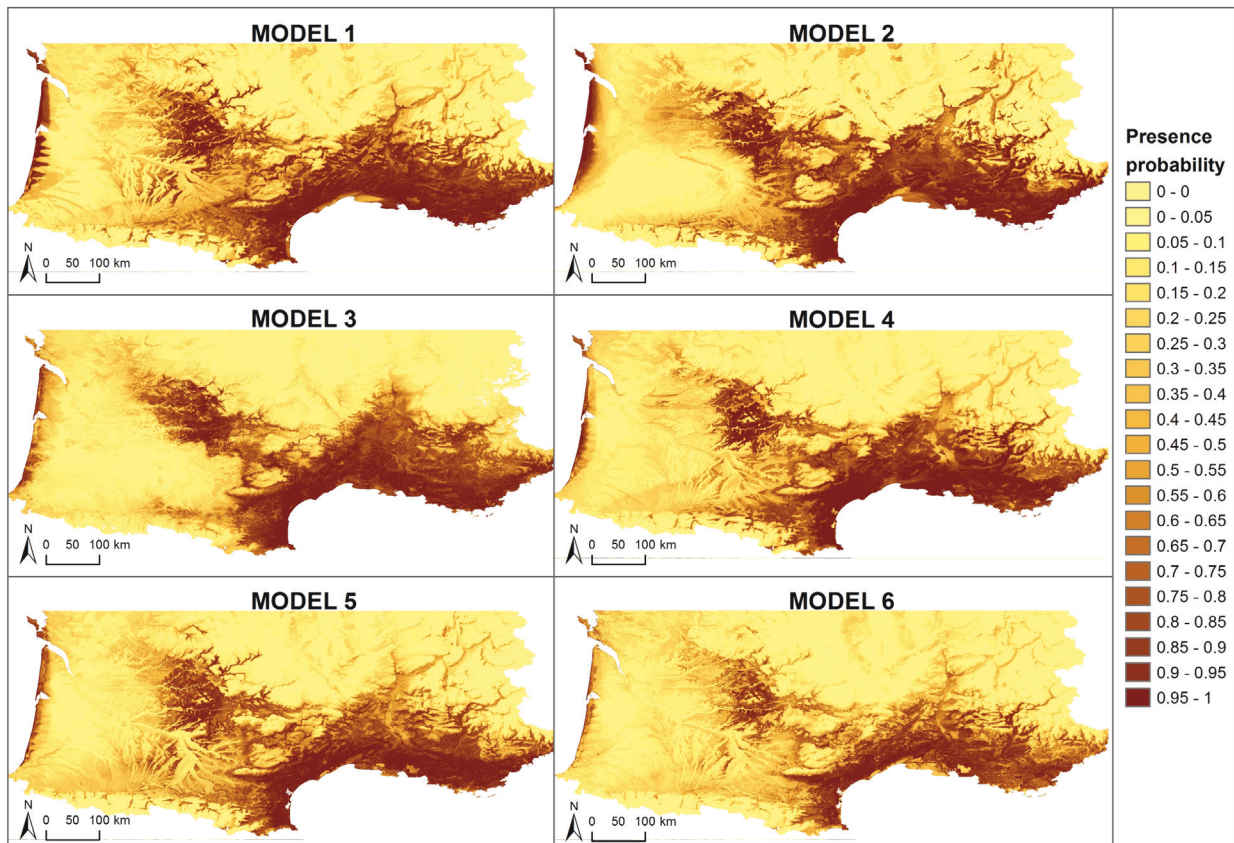 MODEL 1
N
0 50 100 km
MODEL 2
N
0 50 100 km
MODEL 3
N
0 50 100 km
MODEL 4
N
0 50 100 km
MODEL 5
N
0 50 100 km
MODEL 6
N
0 50 100 km
Presence
probability
0 - 0
0 - 0.05
0.05 - 0.1
0.1 - 0.15
0.15 - 0.2
0.2 - 0.25
0.25 - 0.3
0.3 - 0.35
0.35 - 0.4
0.4 - 0.45
0.45 - 0.5
0.5 - 0.55
0.55 - 0.6
0.6 - 0.65
0.65 - 0.7
0.7 - 0.75
0.75 - 0.8
0.8 - 0.85
0.85 - 0.9
0.9 - 0.95
0.95 - 1